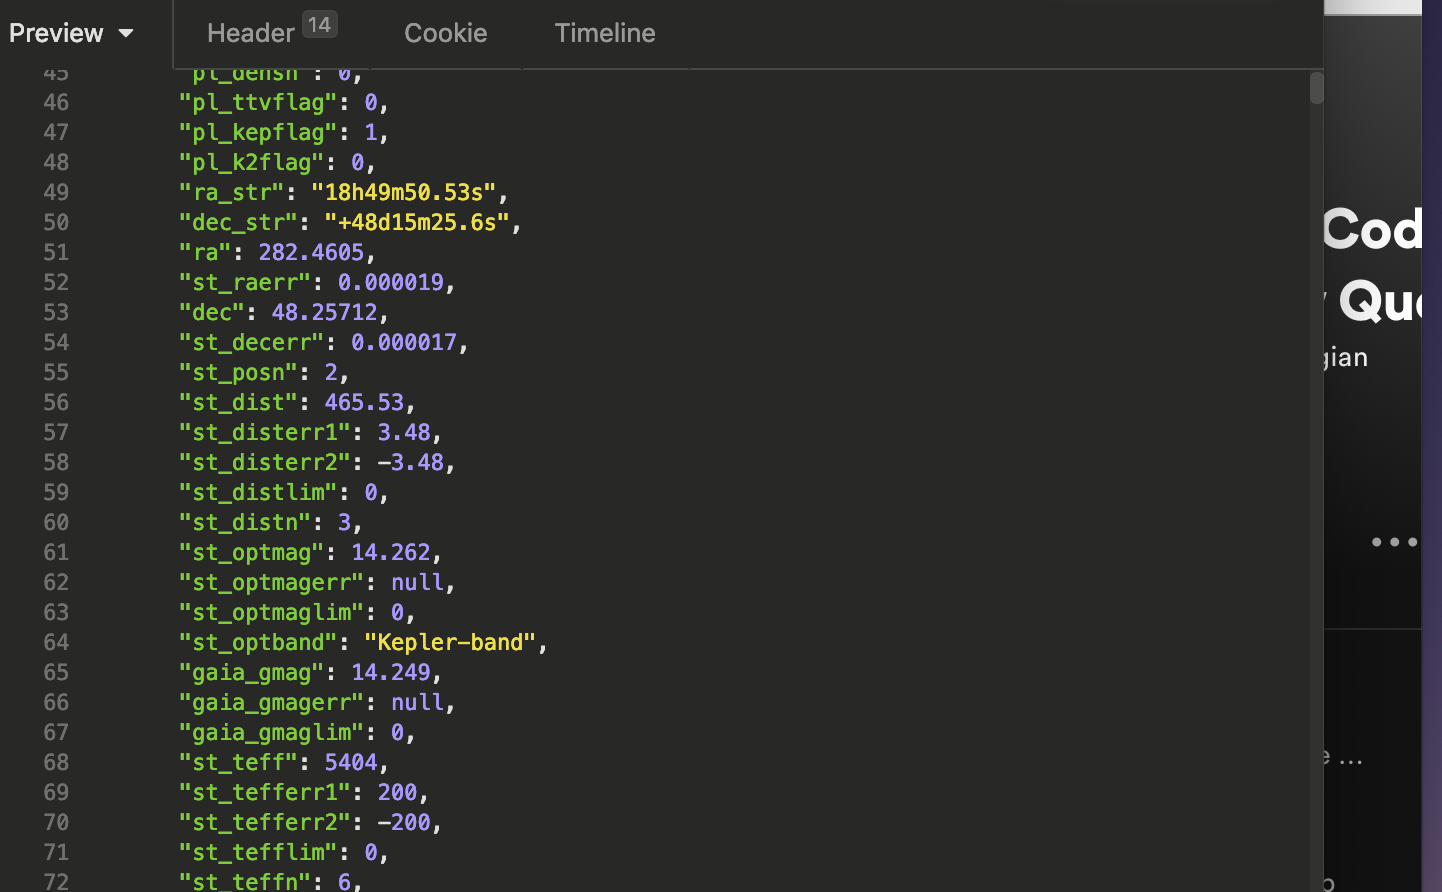 Preview
Header 14
Cookie
Timeline
45 "pl_densn": 0,
46 "pl_ttvflag": 0,
47 "pl_kepflag": 1,
48 "pl_k2flag": 0,
49 "ra_str": "18h49m50.53s",
50 "dec_str": "+48d15m25.6s",
51 "ra": 282.4605,
52 "st_raerr": 0.000019,
53 "dec": 48.25712,
54 "st_decerr": 0.000017,
55 "st_posn": 2,
56 "st_dist": 465.53,
57 "st_disterr1": 3.48,
58 "st_disterr2": -3.48,
59 "st_distlim": 0,
60 "st_distn": 3,
61 "st_optmag": 14.262,
62 "st_optmagerr": null,
63 "st_optmaglim": 0,
64 "st_optband": "Kepler-band",
65 "gaia_gmag": 14.249,
66 "gaia_gmagerr": null,
67 "gaia_gmaglim": 0,
68 "st_teff": 5404,
69 "st_tefferr1": 200,
70 "st_tefferr2": -200,
71 "st_tefflim": 0,
72 "st_teffn": 6,
Cod
Que
gian
e ...